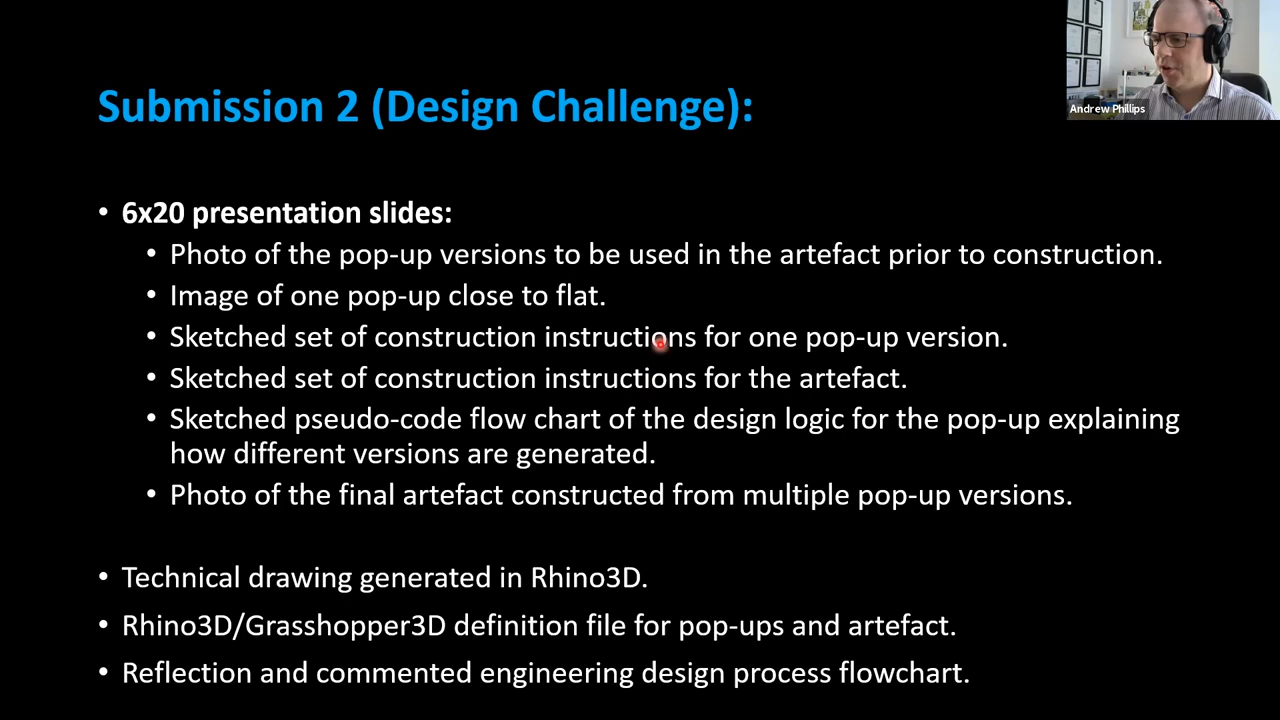 Andrew Phillips
Submission 2 (Design Challenge):
• 6x20 presentation slides:
• Photo of the pop-up versions to be used in the artefact prior to construction.
• Image of one pop-up close to flat.
• Sketched set of construction instructions for one pop-up version.
• Sketched set of construction instructions for the artefact.
• Sketched pseudo-code flow chart of the design logic for the pop-up explaining
how different versions are generated.
• Photo of the final artefact constructed from multiple pop-up versions.
• Technical drawing generated in Rhino3D.
• Rhino3D/Grasshopper3D definition file for pop-ups and artefact.
• Reflection and commented engineering design process flowchart.